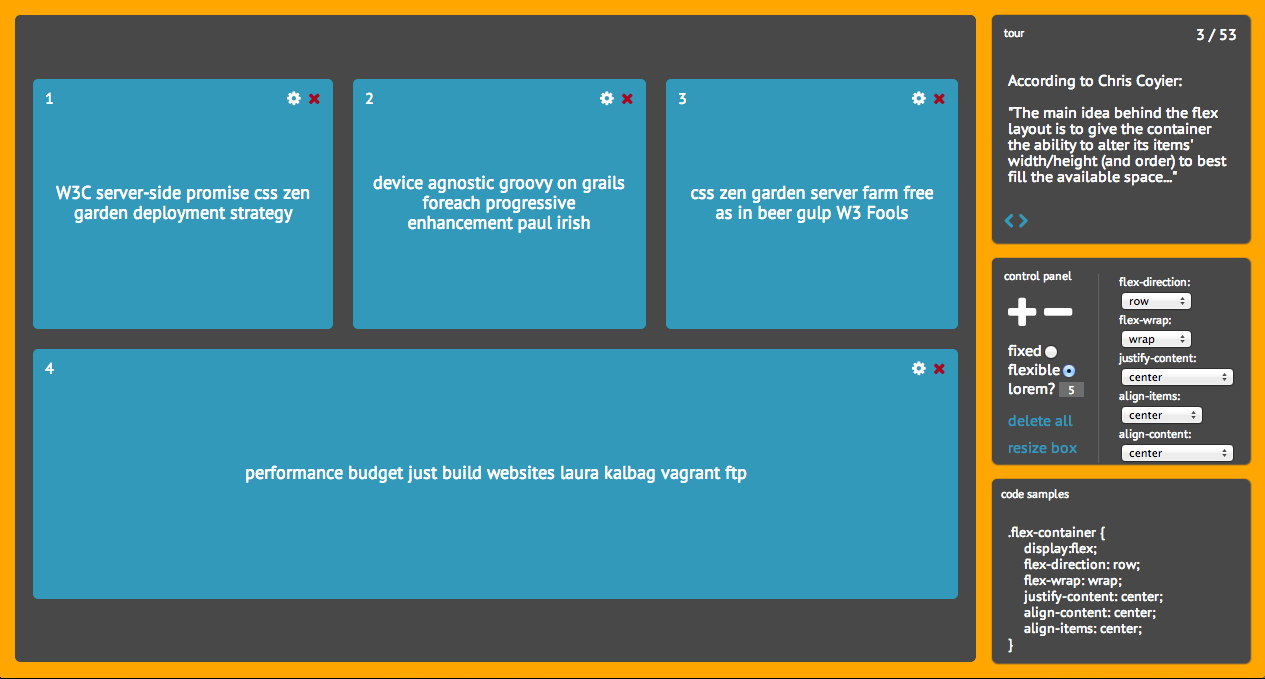 1
W3C server-side promise css zen
garden deployment strategy
2
device agnostic groovy on grails
foreach progressive
enhancement paul irish
3
css zen garden server farm free
as in beer gulp W3 Fools
4
performance budget just build websites laura kalbag vagrant ftp
tour
3 / 53
According to Chris Coyier:
"The main idea behind the flex
layout is to give the container
the ability to alter its items'
width/height (and order) to best
fill the available space..."
control panel
fixed
flexible
lorem? 5
delete all
resize box
flex-direction:
row
flex-wrap:
wrap
justify-content:
center
align-items:
center
align-content:
center
code samples
.flex-container {
display:flex;
flex-direction: row;
flex-wrap: wrap;
justify-content: center;
align-content: center;
align-items: center;
}